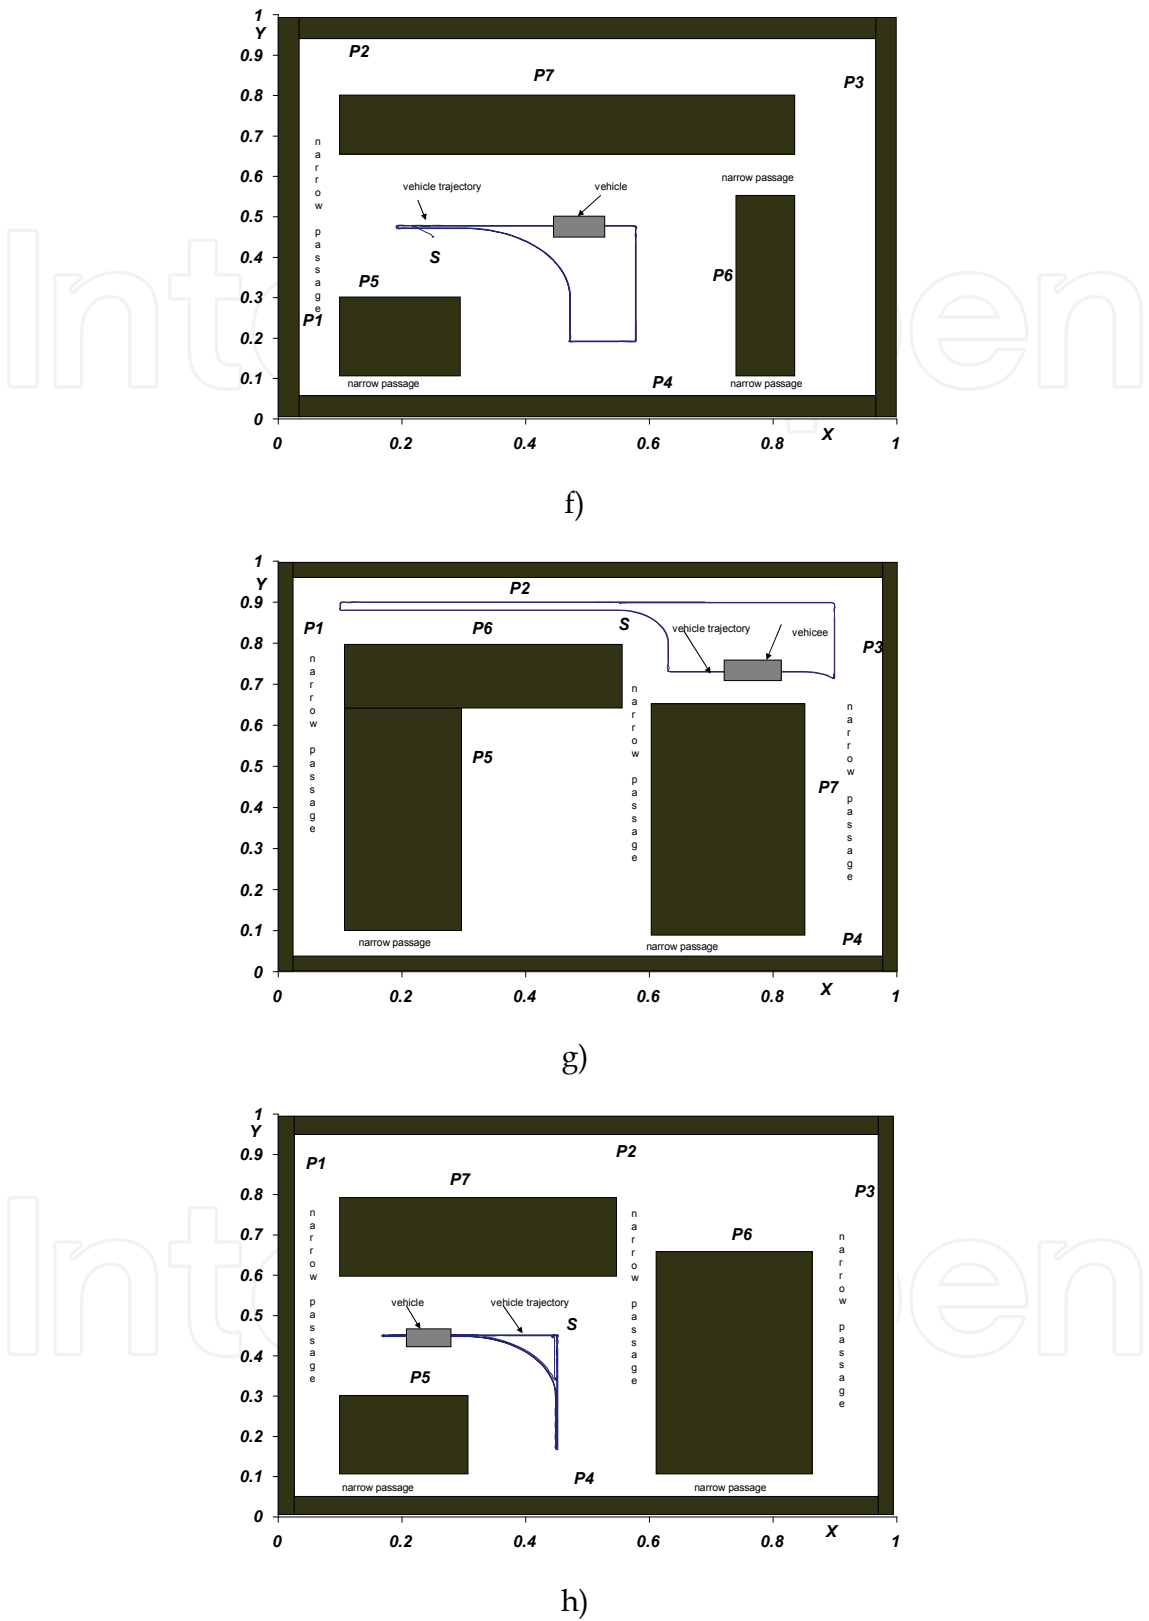 1
Y
0.9
P2
P7
P3
0.8
0.7
narrow passage
0.6
vehicle trajectory
vehicle
narrow passage
0.5
S
0.4
P5
P6
0.3
P1
0.2
0.1
narrow passage
P4
narrow passage
0
0 0.2 0.4 0.6 0.8 X 1
f)
1
Y
P2
0.9
P1
P6
S
vehicle trajectory
vehicee
0.8
P3
narrow passage
narrow passage
narrow passage
0.7
0.6
P5
0.5
P7
0.4
0.3
0.2
0.1
narrow passage
narrow passage
P4
0
0 0.2 0.4 0.6 0.8 X 1
g)
1
Y
0.9
P1
P2
P7
P3
0.8
narrow passage
narrow passage
narrow passage
0.7
P6
0.6
vehicle
vehicle trajectory
S
0.5
0.4
P5
0.3
0.2
0.1
P4
narrow passage
narrow passage
0
0 0.2 0.4 0.6 0.8 X 1
h)